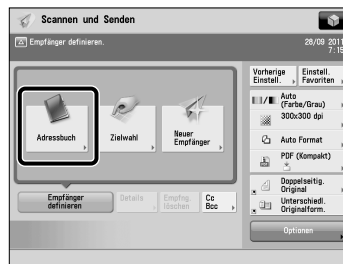 Scannen und Senden
Empfänger definieren.
28/09 2011
7:15
Vorherige
Einstell.
Einstell.
Favoriten
Auto
(Farbe/Grau)
300x300 dpi
Adressbuch
Zielwahl
Neuer
Empfänger
Auto Format
PDF (Kompakt)
Empfänger
definieren
Details
Empfng.
löschen
Cc
Bcc
Doppelseitig.
Original
Unterschiedl.
Originalform.
Optionen